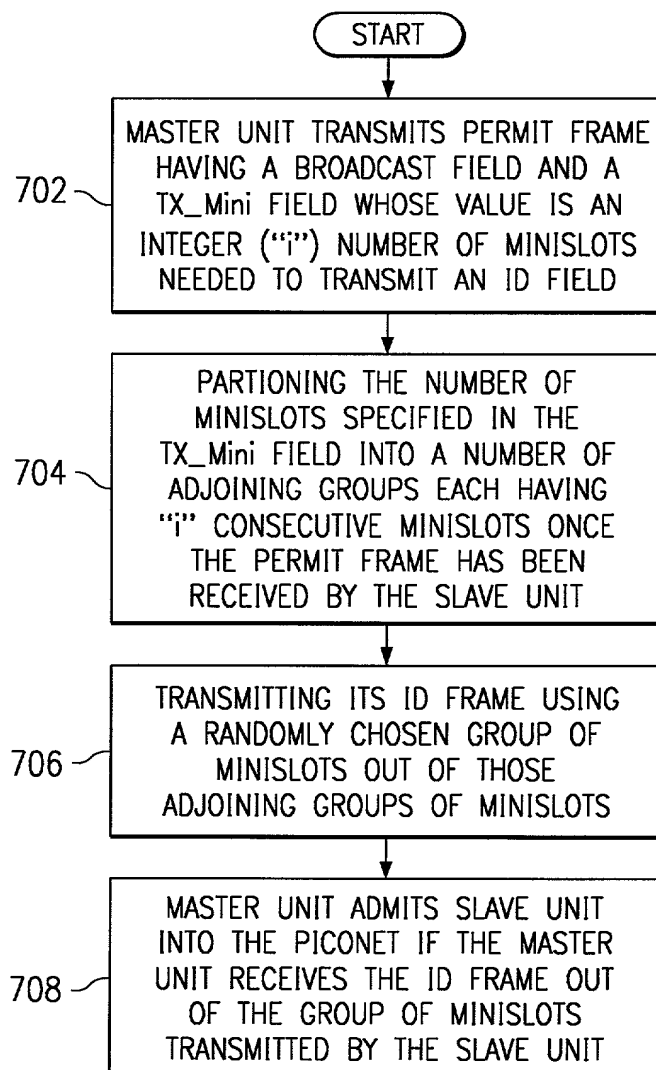 START
702
MASTER UNIT TRANSMITS PERMIT FRAME
HAVING A BROADCAST FIELD AND A
TX_Mini FIELD WHOSE VALUE IS AN
INTEGER ("i") NUMBER OF MINISLOTS
NEEDED TO TRANSMIT AN ID FIELD
704
PARTIONING THE NUMBER OF
MINISLOTS SPECIFIED IN THE
TX_Mini FIELD INTO A NUMBER OF
ADJOINING GROUPS EACH HAVING
"i" CONSECUTIVE MINISLOTS ONCE
THE PERMIT FRAME HAS BEEN
RECEIVED BY THE SLAVE UNIT
706
TRANSMITTING ITS ID FRAME USING
A RANDOMLY CHOSEN GROUP OF
MINISLOTS OUT OF THOSE
ADJOINING GROUPS OF MINISLOTS
708
MASTER UNIT ADMITS SLAVE UNIT
INTO THE PICONET IF THE MASTER
UNIT RECEIVES THE ID FRAME OUT
OF THE GROUP OF MINISLOTS
TRANSMITTED BY THE SLAVE UNIT